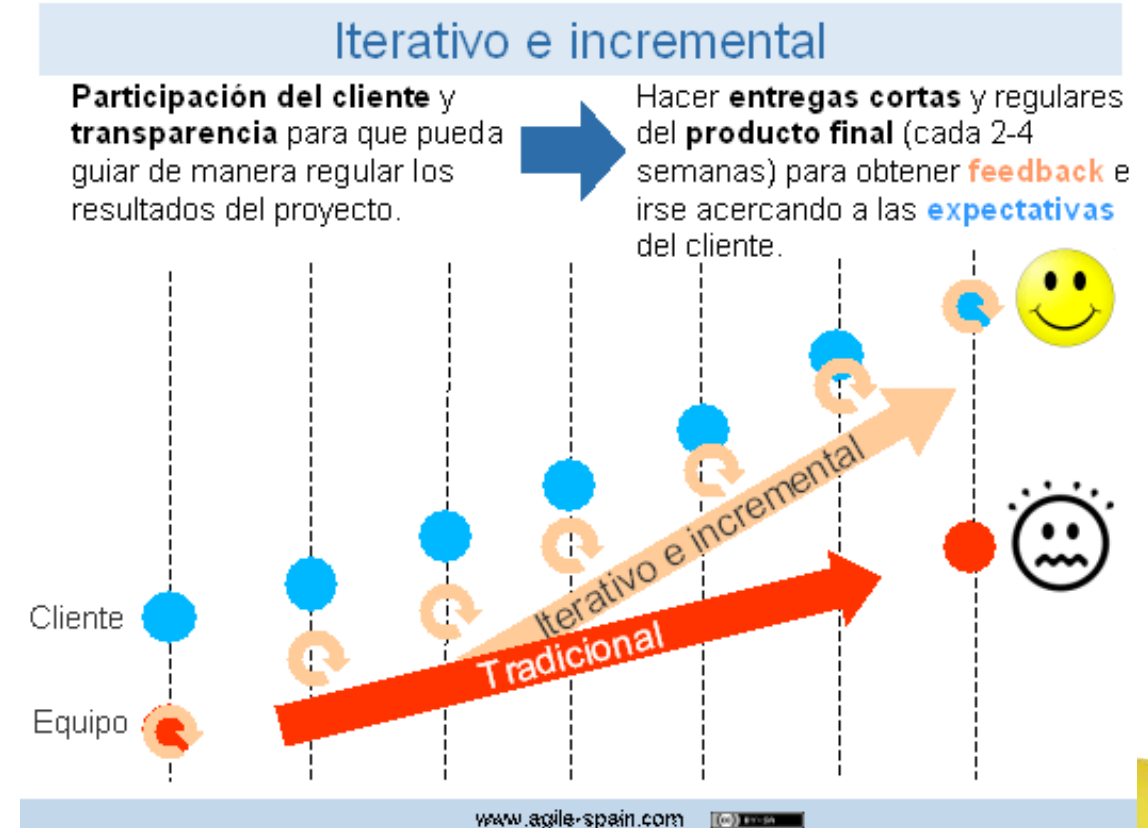 Iterativo e incremental
Participación del cliente y
transparencia para que pueda
guiar de manera regular los
resultados del proyecto.
Hacer entregas cortas y regulares
del producto final (cada 2-4
semanas) para obtener feedback e
irse acercando a las expectativas
del cliente.
Iterativo e incremental
Tradicional
Cliente
Equipo
www.agile-spain.com